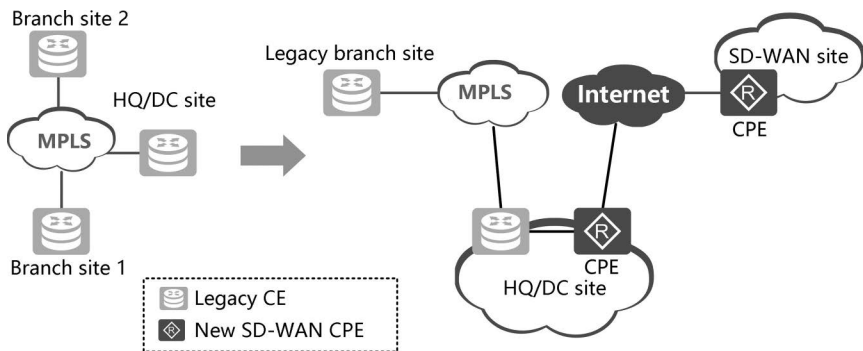 Branch site 2
HQ/DC site
MPLS
Branch site 1
Legacy branch site
MPLS
Internet
SD-WAN site
R
CPE
R
CPE
HQ/DC site
Legacy CE
R
New SD-WAN CPE